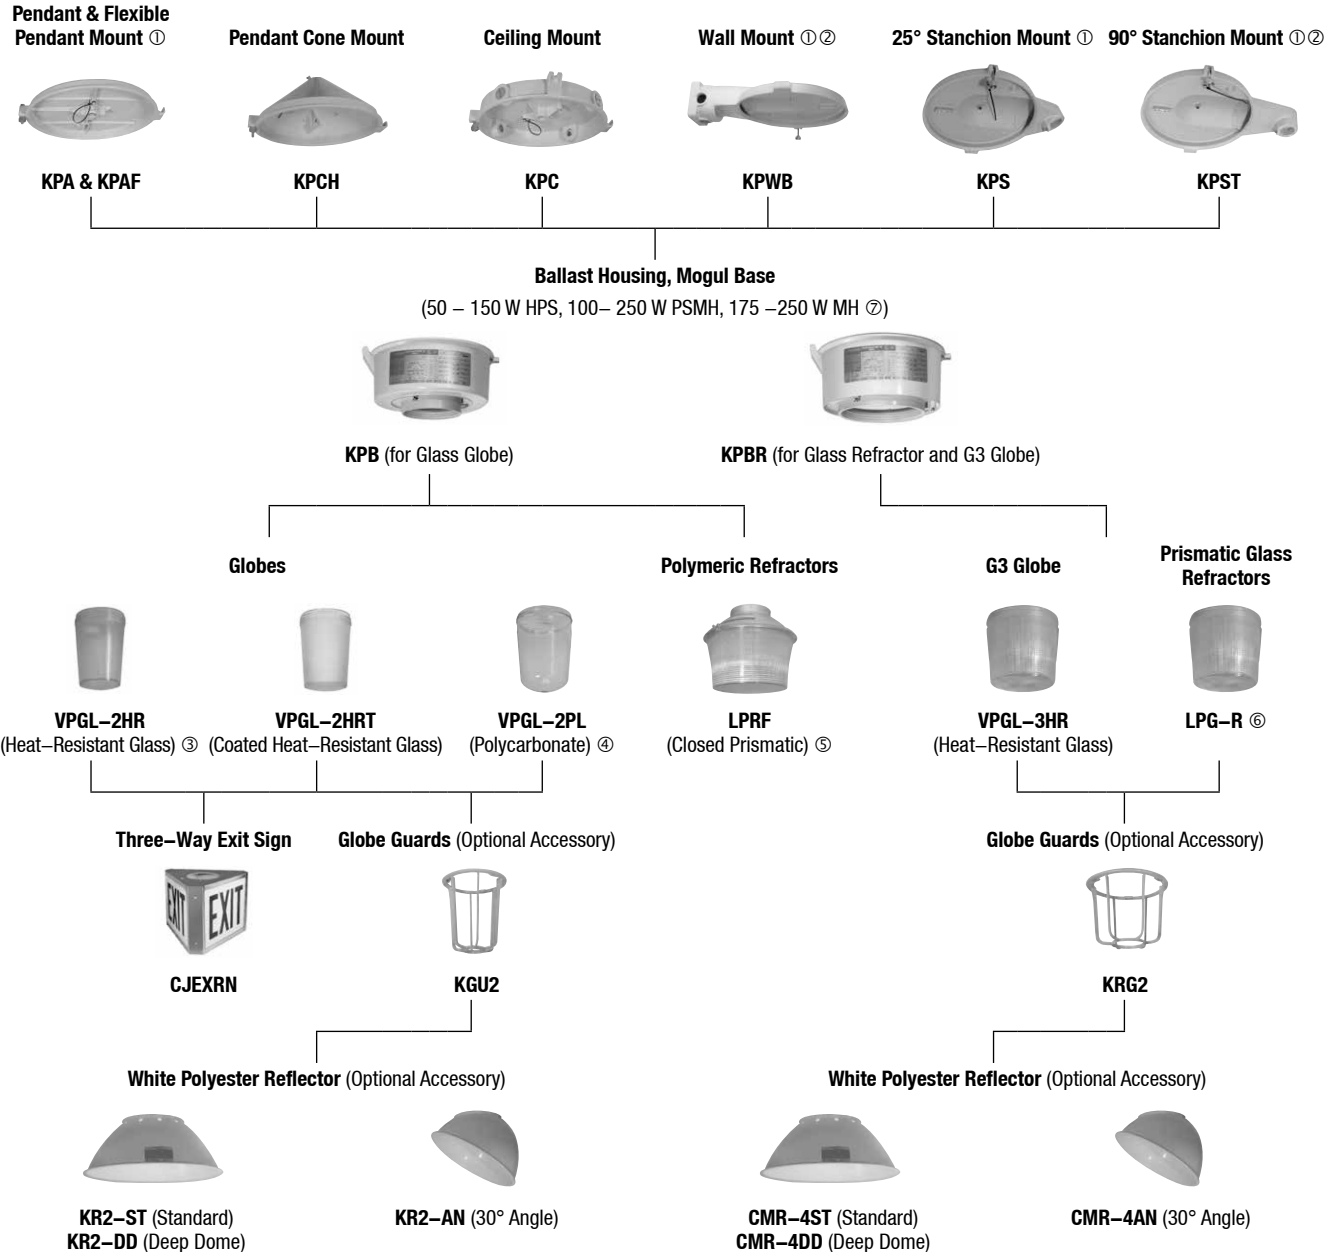 Pendant & Flexible
Pendant Mount ①
Pendant Cone Mount
Ceiling Mount
Wall Mount ①②
25° Stanchion Mount ①
90° Stanchion Mount ①②
KPA & KPAF
KPCH
KPC
KPWB
KPS
KPST
Ballast Housing, Mogul Base
(50 – 150 W HPS, 100– 250 W PSMH, 175 –250 W MH ⑦)
KPB (for Glass Globe)
KPBR (for Glass Refractor and G3 Globe)
Globes
Polymeric Refractors
G3 Globe
Prismatic Glass
Refractors
VPGL–2HR
(Heat–Resistant Glass) ③
VPGL–2HRT
(Coated Heat–Resistant Glass)
VPGL–2PL
(Polycarbonate) ④
LPRF
(Closed Prismatic) ⑤
VPGL–3HR
(Heat–Resistant Glass)
LPG–R ⑥
Three–Way Exit Sign
Globe Guards (Optional Accessory)
Globe Guards (Optional Accessory)
EXIT
EXIT
CJEXRN
KGU2
KRG2
White Polyester Reflector (Optional Accessory)
White Polyester Reflector (Optional Accessory)
KR2–ST (Standard)
KR2–DD (Deep Dome)
KR2–AN (30° Angle)
CMR–4ST (Standard)
CMR–4DD (Deep Dome)
CMR–4AN (30° Angle)